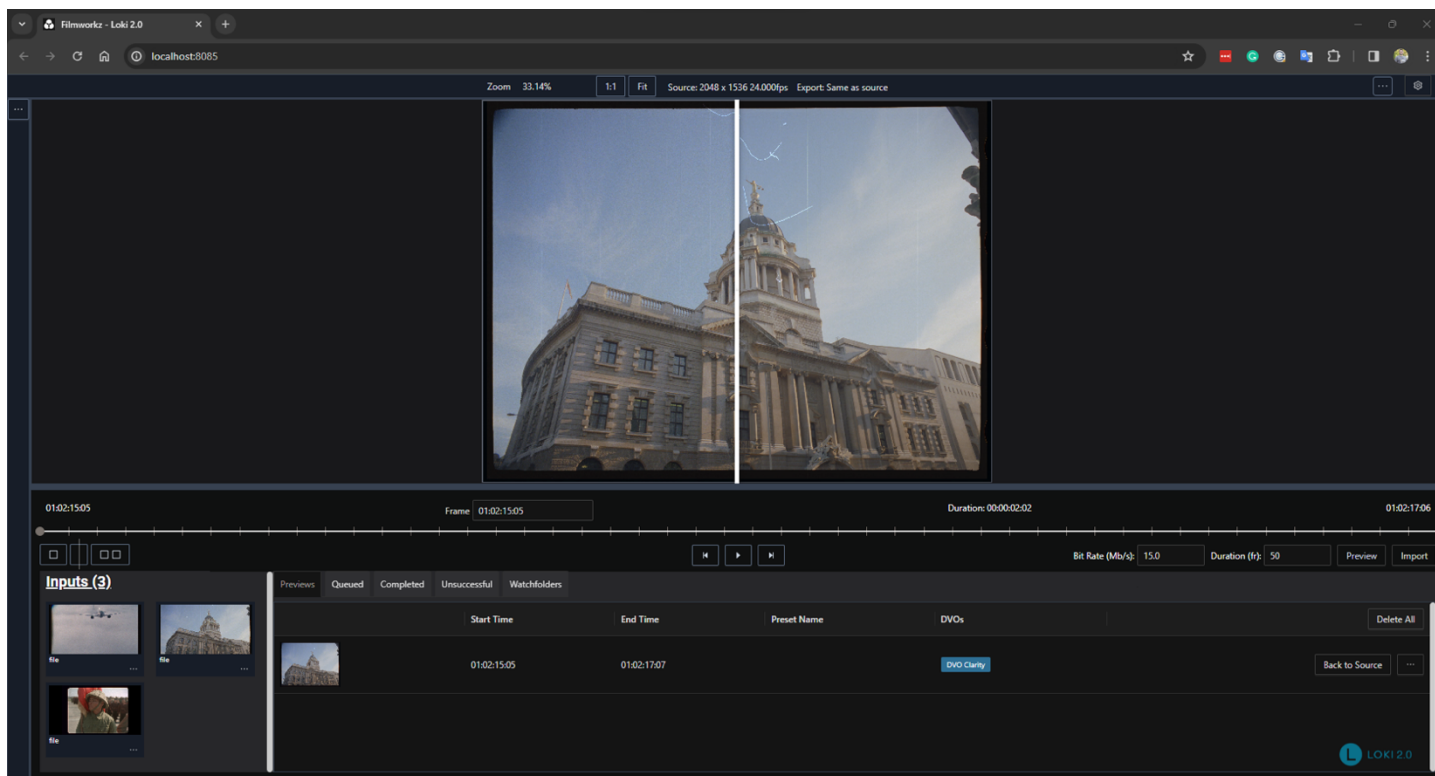 Filmworkz - Loki 2.0
localhost:8085
Zoom 33.14% 1:1 Fit Source: 2048 x 1536 24.000fps Export: Same as source
01:02:15:05 Frame 01:02:15:05 Duration: 00:00:02:02 01:02:17:06
Bit Rate (Mb/s): 15.0 Duration (fr): 50 Preview Import
Inputs (3)
Previews Queued Completed Unsuccessful Watchfolders
Start Time End Time Preset Name DVOs Delete All
file
file
01:02:15:05 01:02:17:07 DVO Clarity Back to Source
file
L LOKI 2.0